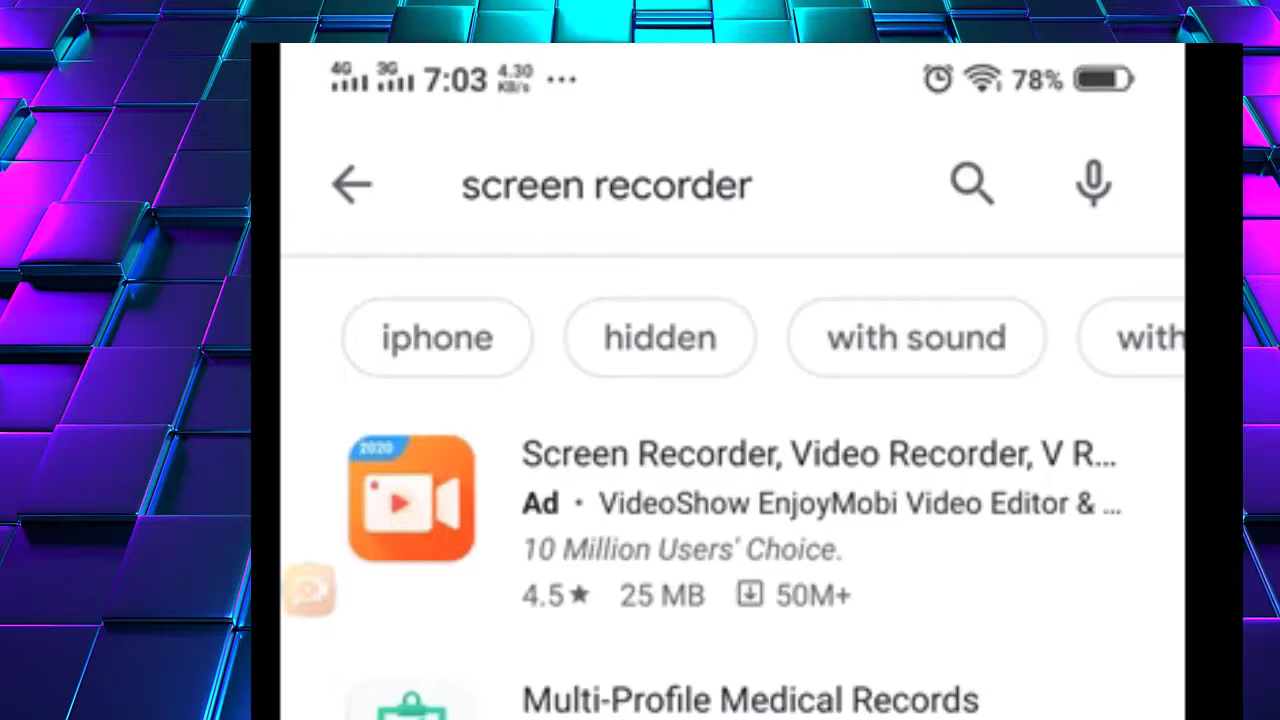 4G 3G 7:03 4.30 KB/s ... 78%
screen recorder
iphone hidden with sound with
2020
Screen Recorder, Video Recorder, V R...
Ad · VideoShow EnjoyMobi Video Editor & ...
10 Million Users' Choice.
4.5★ 25 MB 50M+
Multi-Profile Medical Records